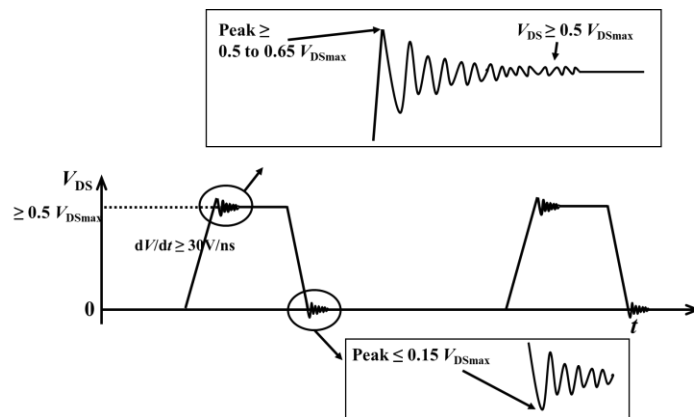 Peak ≥
0.5 to 0.65 VDSmax
VDS ≥ 0.5 VDSmax
VDS
≥ 0.5 VDSmax
dV/dt ≥ 30V/ns
0
t
Peak ≤ 0.15 VDSmax